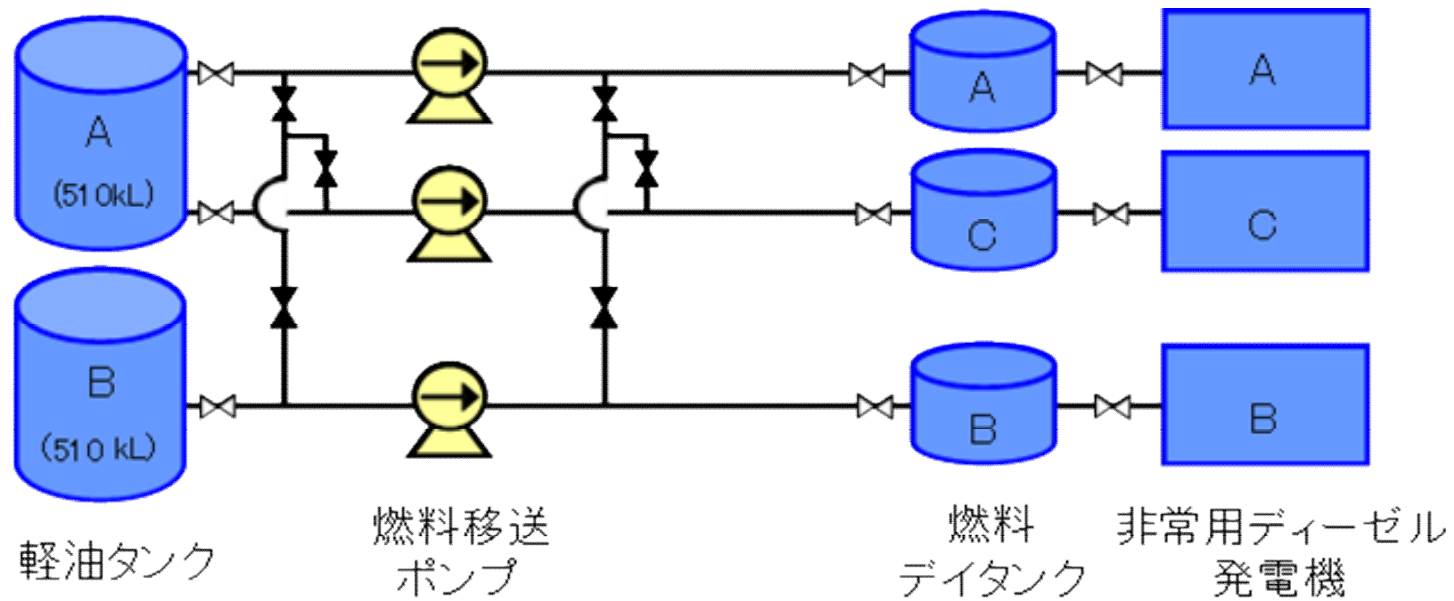 A
(510kL)
B
(510 kL)
A
C
B
A
C
B
軽油タンク
燃料移送
ポンプ
燃料
デイタンク
非常用ディーゼル
発電機